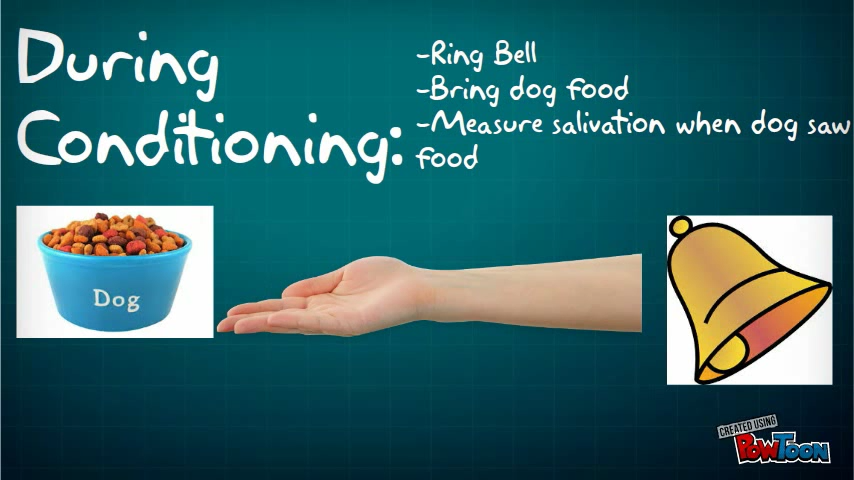 During
Conditioning:
-Ring Bell
-Bring dog food
-Measure salivation when dog saw
food
Dog
CREATED USING
POWTOON